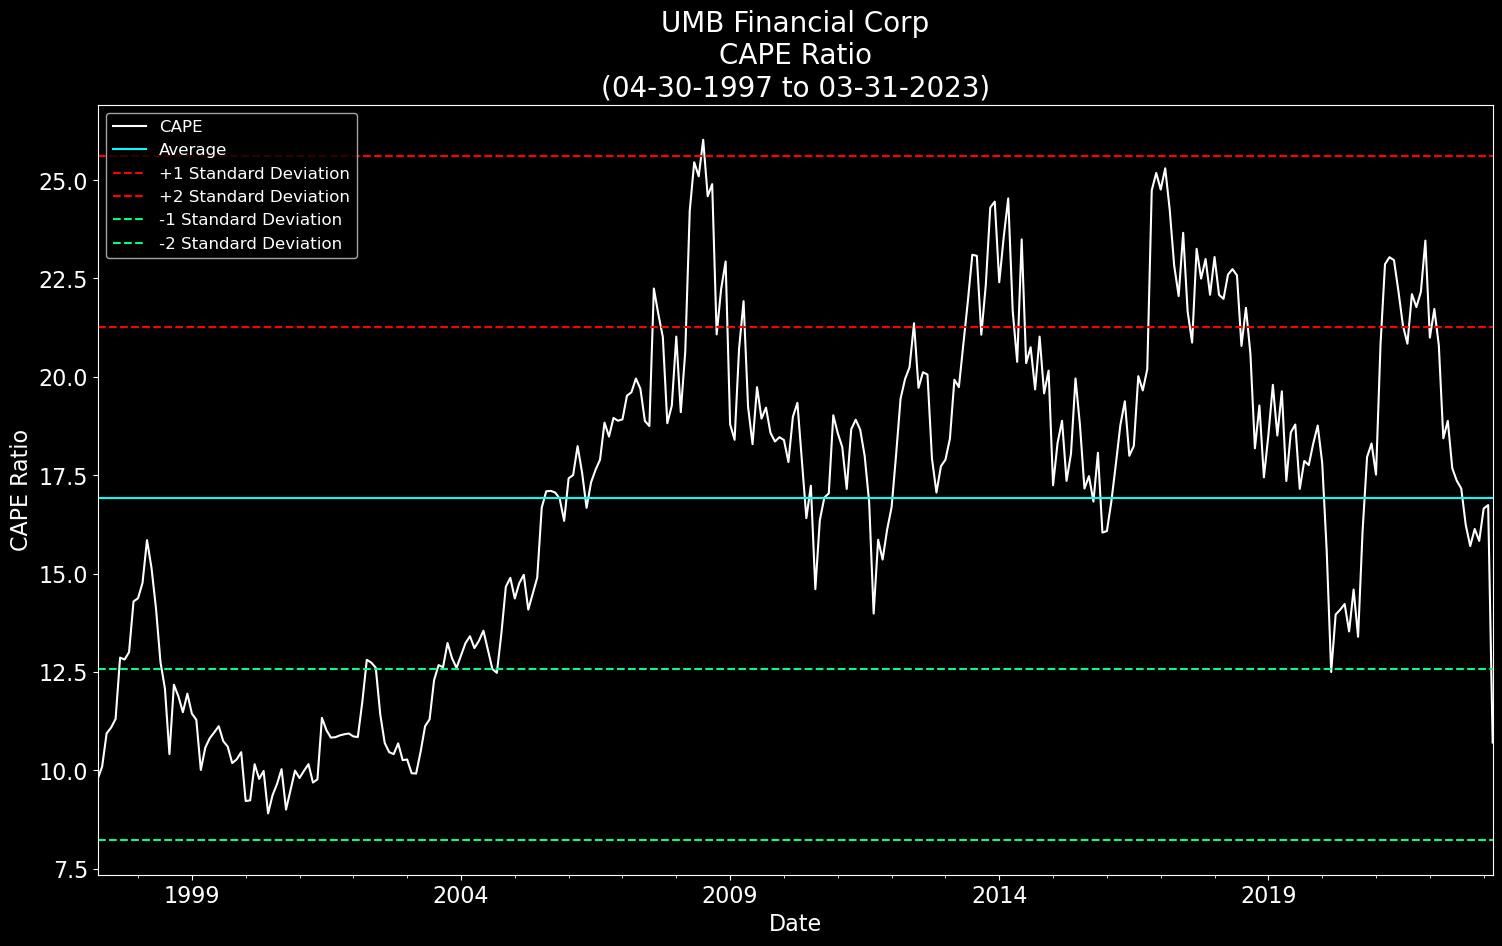 UMB Financial Corp
CAPE Ratio
(04-30-1997 to 03-31-2023)
CAPE
Average
+1 Standard Deviation
+2 Standard Deviation
-1 Standard Deviation
-2 Standard Deviation
CAPE Ratio
25.0
22.5
20.0
17.5
15.0
12.5
10.0
7.5
1999 2004 2009 2014 2019
Date